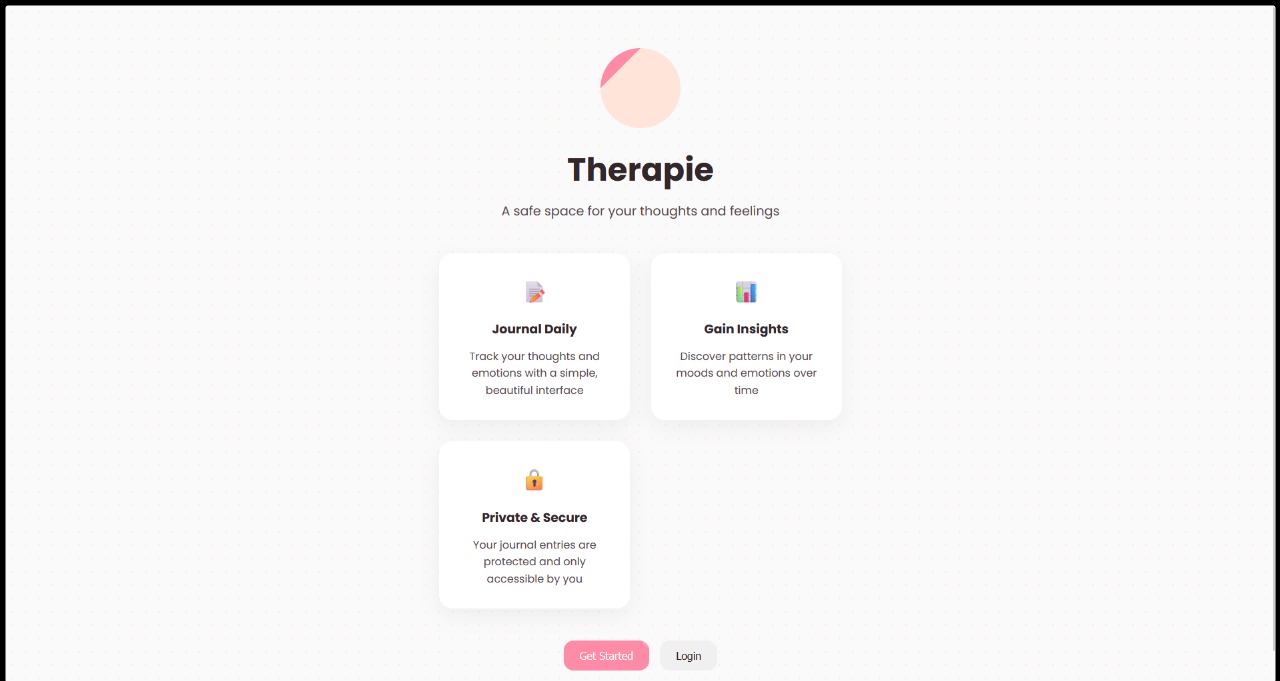 Therapie
A safe space for your thoughts and feelings
Journal Daily
Track your thoughts and
emotions with a simple,
beautiful interface
Gain Insights
Discover patterns in your
moods and emotions over
time
Private & Secure
Your journal entries are
protected and only
accessible by you
Get Started
Login